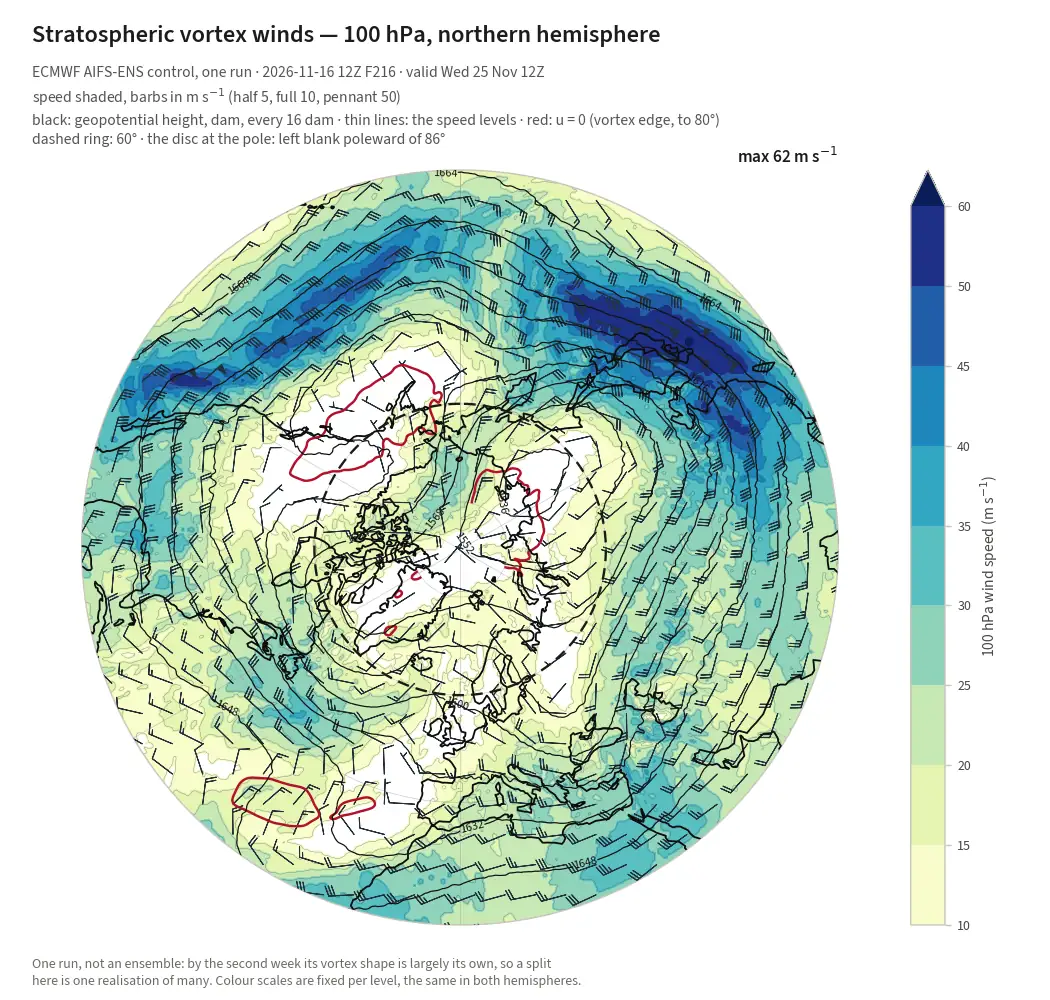 Stratospheric vortex winds — 100 hPa, northern hemisphere
ECMWF AIFS-ENS control, one run · 2026-11-16 12Z F216 · valid Wed 25 Nov 12Z
speed shaded, barbs in m s⁻¹ (half 5, full 10, pennant 50)
black: geopotential height, dam, every 16 dam · thin lines: the speed levels · red: u = 0 (vortex edge, to 80°)
dashed ring: 60° · the disc at the pole: left blank poleward of 86°
max 62 m s⁻¹
1664
1664
1664
60
50
45
40
35
30
25
20
15
10
100 hPa wind speed (m s⁻¹)
1568
1552
1600
1648
1632
1648
One run, not an ensemble: by the second week its vortex shape is largely its own, so a split
here is one realisation of many. Colour scales are fixed per level, the same in both hemispheres.